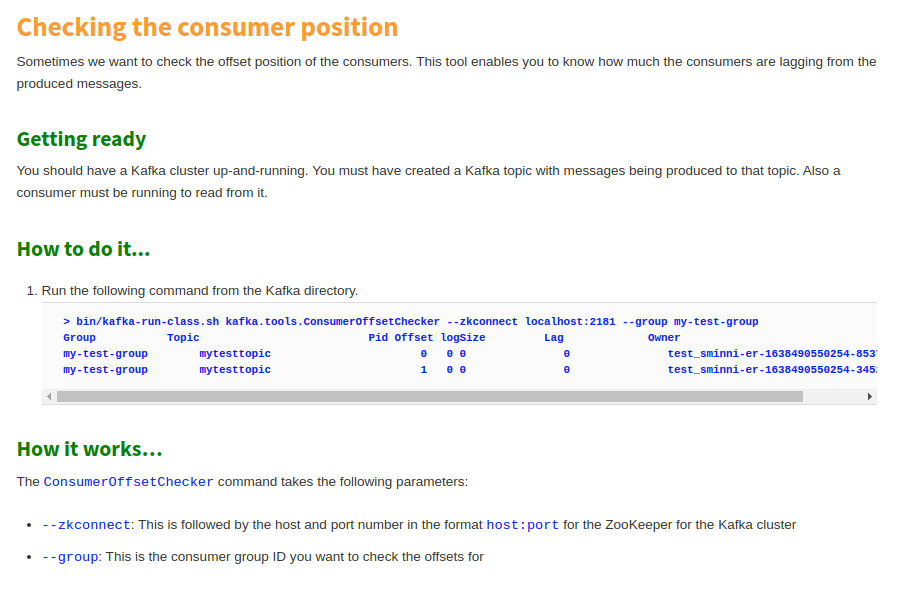 Checking the consumer position
Sometimes we want to check the offset position of the consumers. This tool enables you to know how much the consumers are lagging from the
produced messages.
Getting ready
You should have a Kafka cluster up-and-running. You must have created a Kafka topic with messages being produced to that topic. Also a
consumer must be running to read from it.
How to do it...
1. Run the following command from the Kafka directory.
> bin/kafka-run-class.sh kafka.tools.ConsumerOffsetChecker --zkconnect localhost:2181 --group my-test-group
Group Topic Pid Offset logSize Lag Owner
my-test-group mytesttopic 0 0 0 0 test_sminni-er-1638490550254-853
my-test-group mytesttopic 1 0 0 0 test_sminni-er-1638490550254-345
How it works...
The ConsumerOffsetChecker command takes the following parameters:
• --zkconnect: This is followed by the host and port number in the format host:port for the ZooKeeper for the Kafka cluster
• --group: This is the consumer group ID you want to check the offsets for